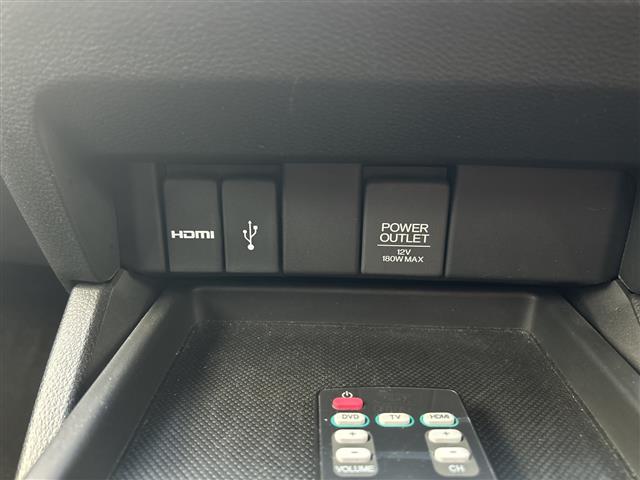 HDMI
POWER
OUTLET
12V
180W MAX
DVD TV HDMI
+ +
- -
VOLUME CH